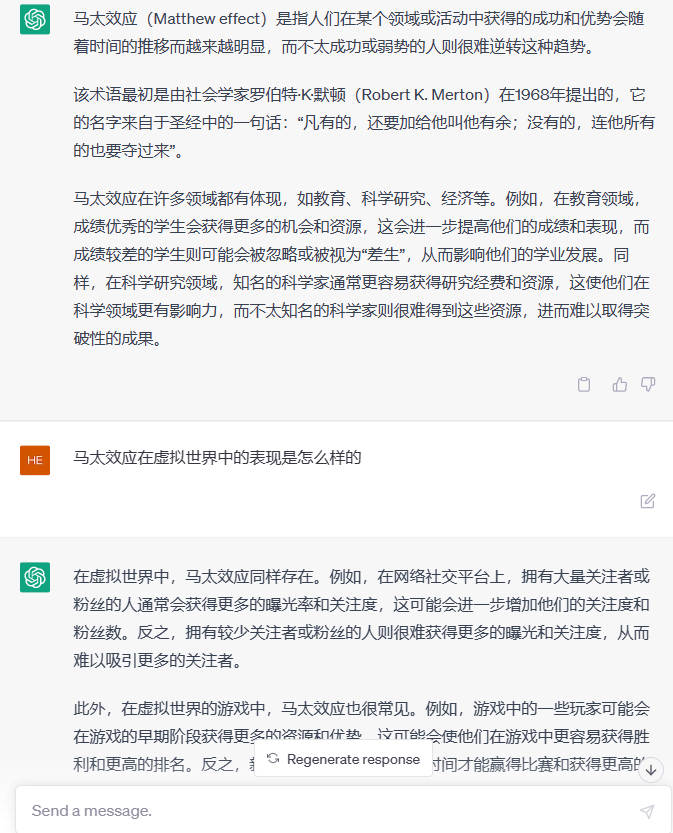 马太效应（Matthew effect）是指人们在某个领域或活动中获得的成功和优势会随
着时间的推移而越来越明显，而不太成功或弱势的人则很难逆转这种趋势。
该术语最初是由社会学家罗伯特·K·默顿（Robert K. Merton）在1968年提出的，它
的名字来自于圣经中的一句话：“凡有的，还要加给他叫他有余；没有的，连他所有
的也要夺过来”。
马太效应在许多领域都有体现，如教育、科学研究、经济等。例如，在教育领域，
成绩优秀的学生会获得更多的机会和资源，这会进一步提高他们的成绩和表现，而
成绩较差的学生则可能会被忽略或被视为“差生”，从而影响他们的学业发展。同
样，在科学研究领域，知名的科学家通常更容易获得研究经费和资源，这使他们在
科学领域更有影响力，而不太知名的科学家则很难得到这些资源，进而难以取得突
破性的成果。
HE
马太效应在虚拟世界中的表现是怎么样的
在虚拟世界中，马太效应同样存在。例如，在网络社交平台上，拥有大量关注者或
粉丝的人通常会获得更多的曝光率和关注度，这可能会进一步增加他们的关注度和
粉丝数。反之，拥有较少关注者或粉丝的人则很难获得更多的曝光和关注度，从而
难以吸引更多的关注者。
此外，在虚拟世界的游戏中，马太效应也很常见。例如，游戏中的一些玩家可能会
在游戏的早期阶段获得更多的资源和优势，这可能会使他们在游戏中更容易获得胜
利和更高的排名。反之，
时间才能赢得比赛和获得更高的
Regenerate response
Send a message.